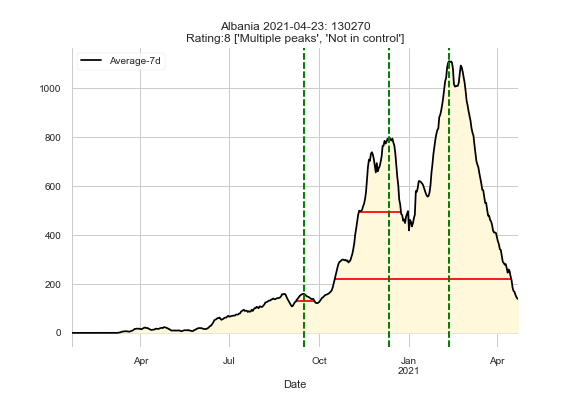 Albania 2021-04-23: 130270
Rating:8 ['Multiple peaks', 'Not in control']
Average-7d
1000
800
600
400
200
0
Apr
Jul
Oct
Jan
2021
Apr
Date